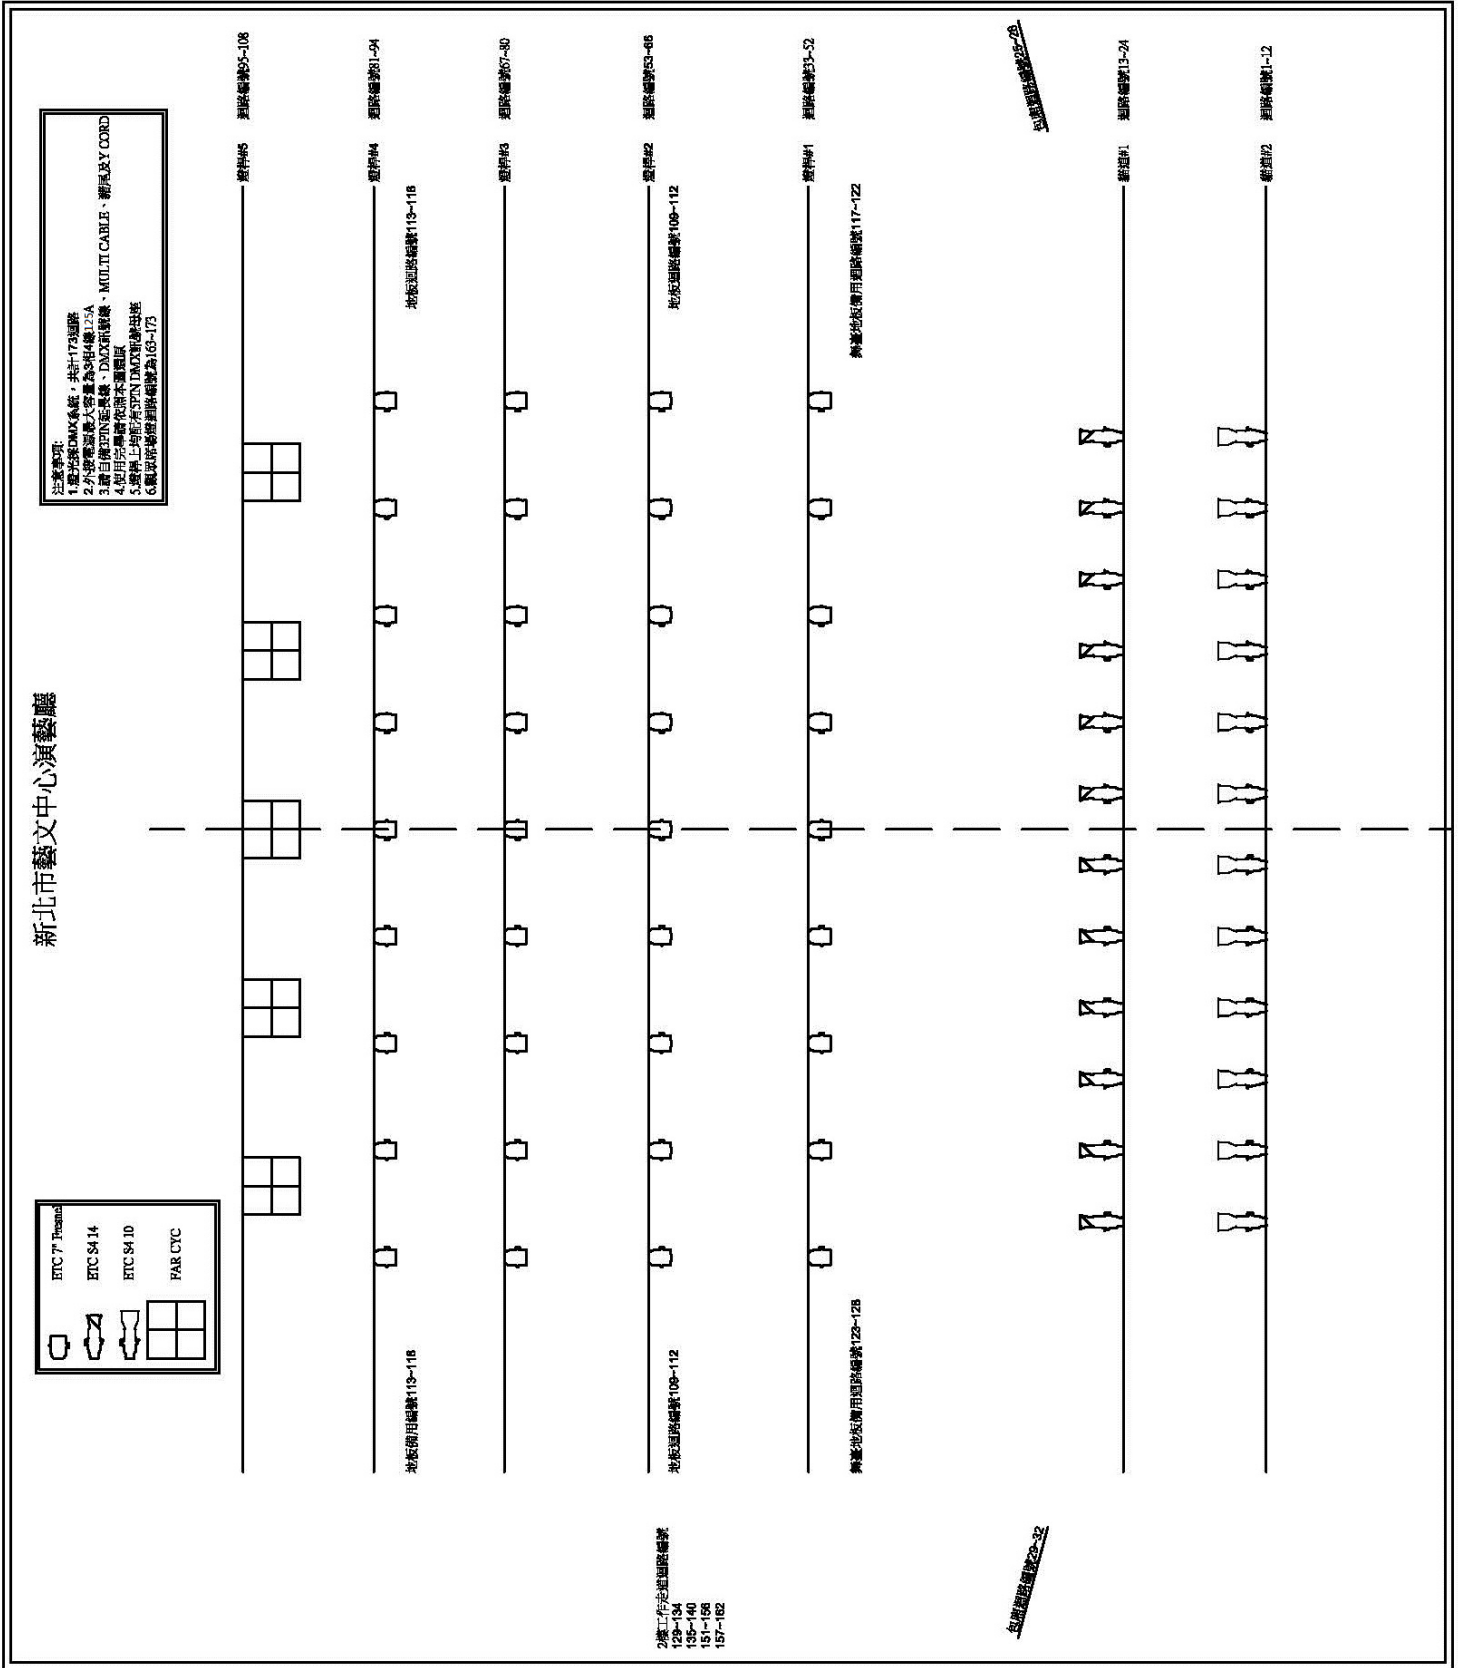 新北市藝文中心演藝廳
注意事項:
1.燈光採DMX系統，共計173迴路
2.外接電源最大容量為3相4線125A
3.請自備3PIN延長線、DMX訊號線、MULTI CABLE、辮尾及Y CORD
4.使用完畢請依照本圖還原
5.燈桿上均配有5PIN DMX訊號母座
6.觀眾席場燈迴路編號為163~173
ETC 7" Fresnel
ETC S4 14
ETC S4 10
FAR CYC
燈桿#5 迴路編號95~108
燈桿#4 迴路編號81~94
地板迴路編號113~116
地板備用編號113~116
燈桿#3 迴路編號67~80
燈桿#2 迴路編號53~66
地板迴路編號109~112
地板迴路編號109~112
燈桿#1 迴路編號33~52
舞臺地板備用迴路編號117~122
舞臺地板備用迴路編號123~128
2樓工作走道迴路編號
129~134
135~140
151~156
157~162
包廂迴路編號25~28
包廂迴路編號29~32
貓道#1 迴路編號13~24
貓道#2 迴路編號1~12